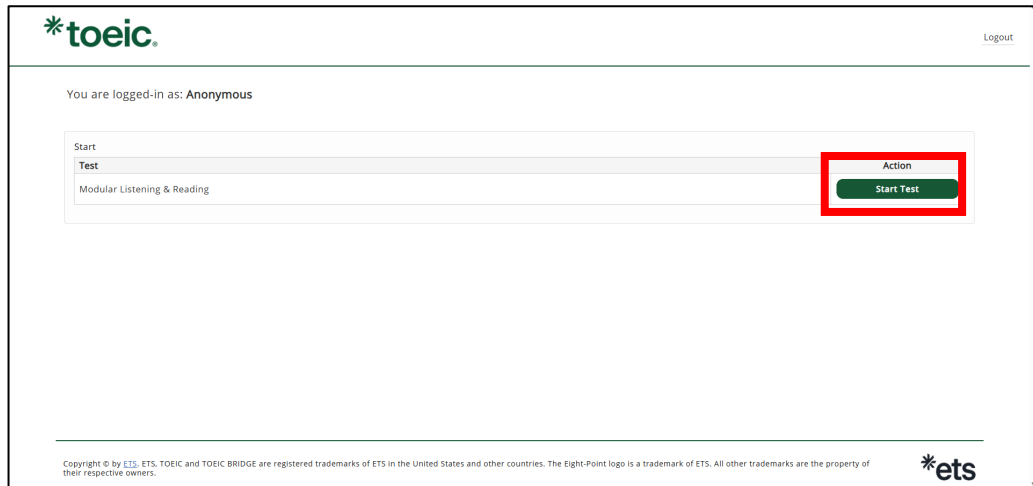 *toeic®
Logout
You are logged-in as: Anonymous
Start
Test Action
Modular Listening & Reading Start Test
Copyright © by ETS. ETS, TOEIC and TOEIC BRIDGE are registered trademarks of ETS in the United States and other countries. The Eight-Point logo is a trademark of ETS. All other trademarks are the property of
their respective owners.
*ets